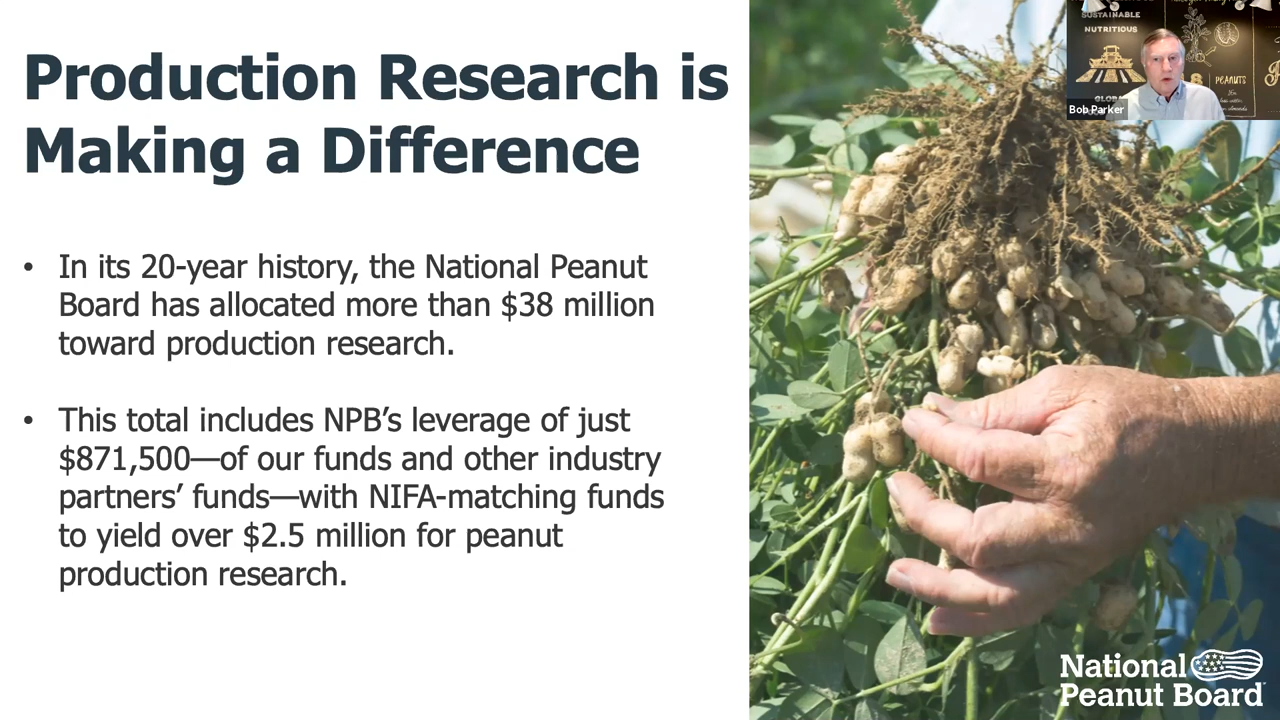 Production Research is
Making a Difference
• In its 20-year history, the National Peanut
Board has allocated more than $38 million
toward production research.
• This total includes NPB’s leverage of just
$871,500—of our funds and other industry
partners’ funds—with NIFA-matching funds
to yield over $2.5 million for peanut
production research.
SUSTAINABLE
NUTRITIOUS
8 PEANUTS
GLOBAL
Bob Parker
National
Peanut Board